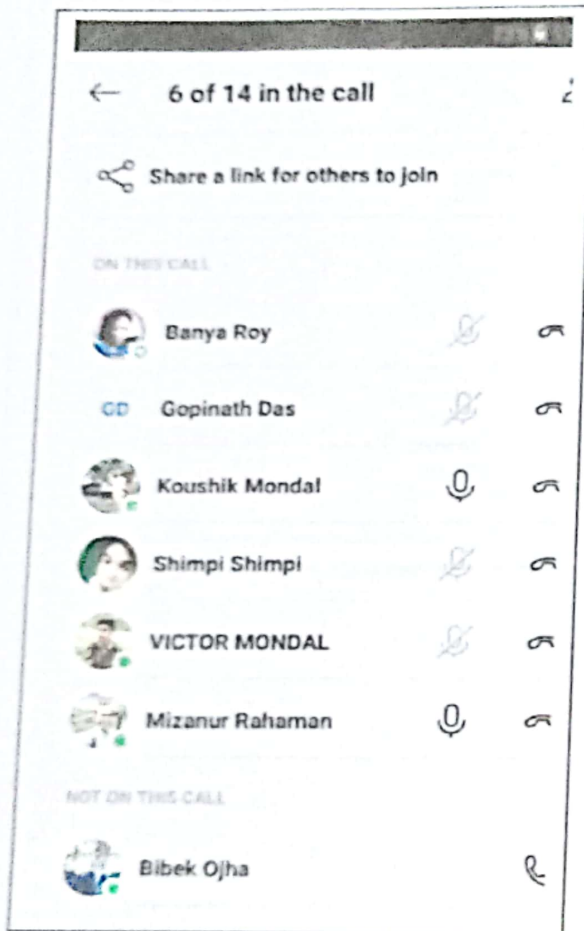 6 of 14 in the call
Share a link for others to join
ON THIS CALL
Banya Roy
GD Gopinath Das
Koushik Mondal
Shimpi Shimpi
VICTOR MONDAL
Mizanur Rahaman
NOT ON THIS CALL
Bibek Ojha